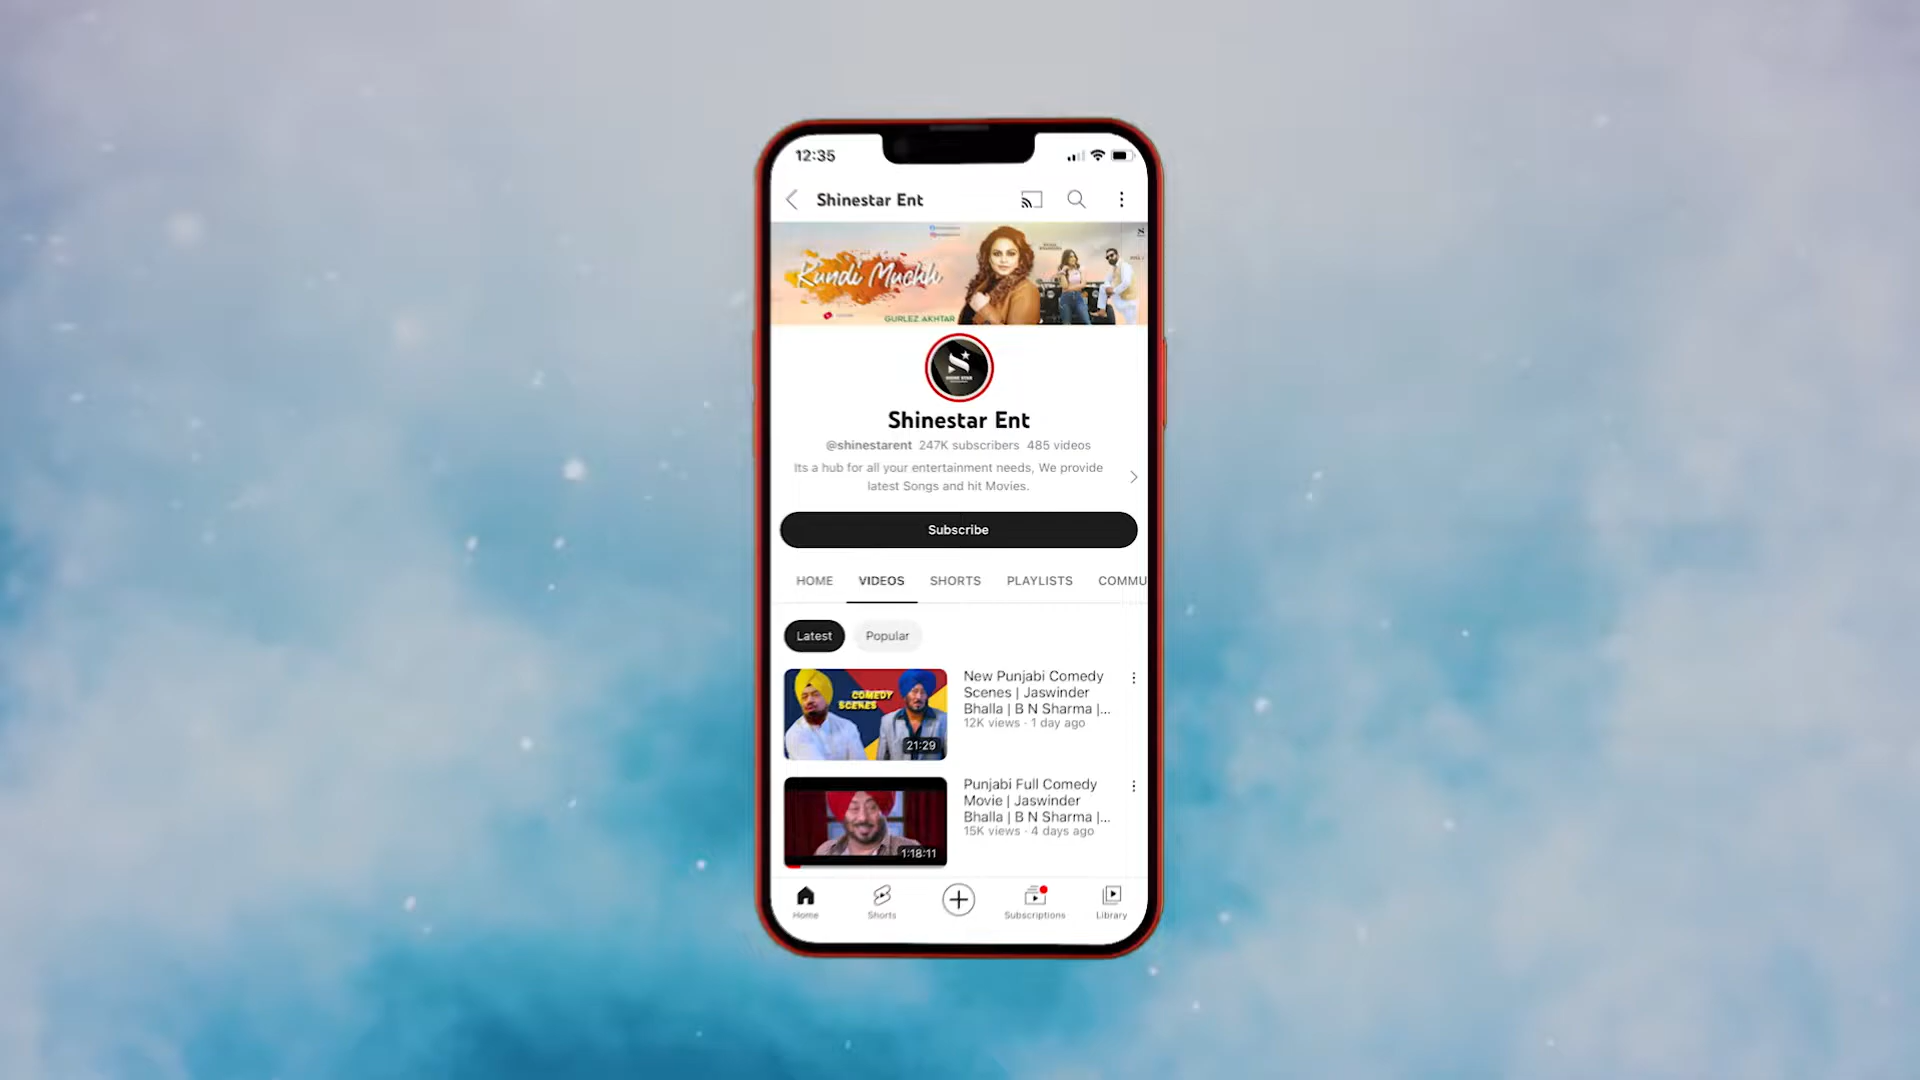 12:35
Shinestar Ent
Kundi Muchh
GURLEZ AKHTAR
Shinestar Ent
@shinestarent 247K subscribers 485 videos
Its a hub for all your entertainment needs, We provide
latest Songs and hit Movies.
Subscribe
HOME VIDEOS SHORTS PLAYLISTS COMMU
Latest Popular
COMEDY
SCENES
21:29
New Punjabi Comedy
Scenes | Jaswinder
Bhalla | B N Sharma |...
12K views · 1 day ago
1:18:11
Punjabi Full Comedy
Movie | Jaswinder
Bhalla | B N Sharma |...
15K views · 4 days ago
Home Shorts Subscriptions Library